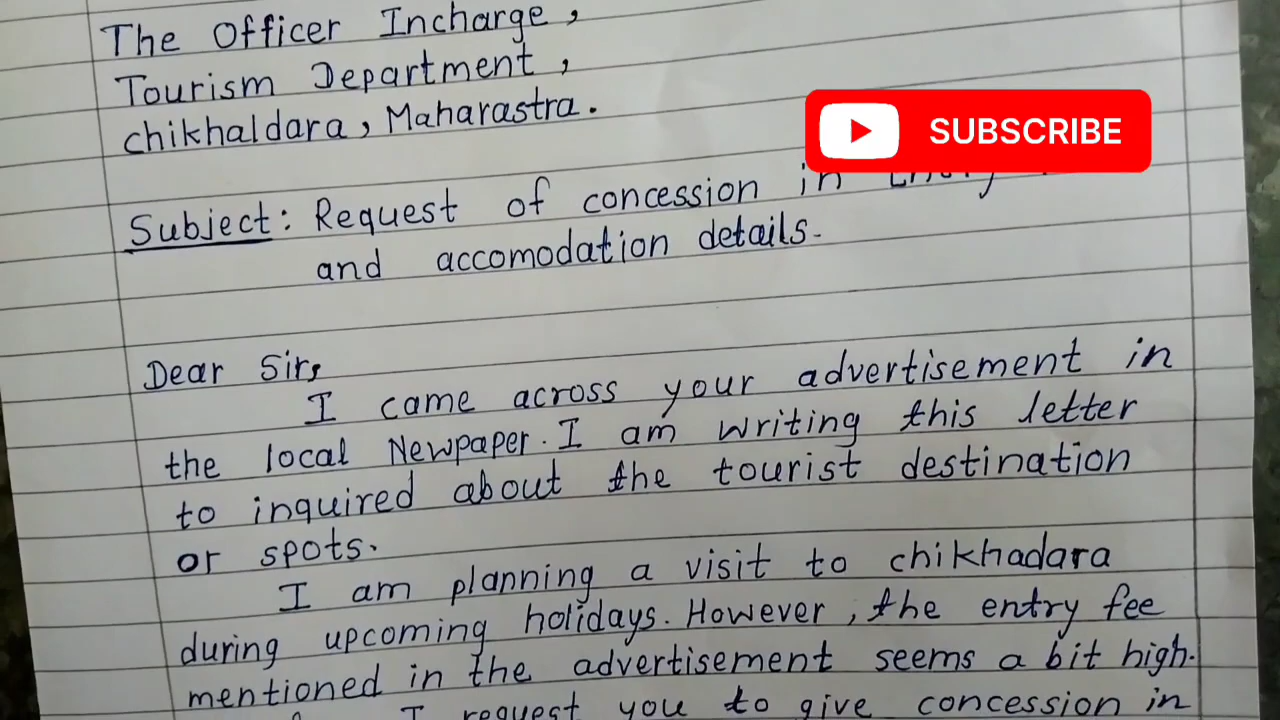 The Officer Incharge,
Tourism Department,
chikhaldara, Maharastra.
SUBSCRIBE
Subject: Request of concession in
and accomodation details.
Dear Sir,
I came across your advertisement in
the local Newpaper. I am writing this letter
to inquired about the tourist destination
or spots.
I am planning a visit to chikhadara
during upcoming holidays. However, the entry fee
mentioned in the advertisement seems a bit high.
I request you to give concession in